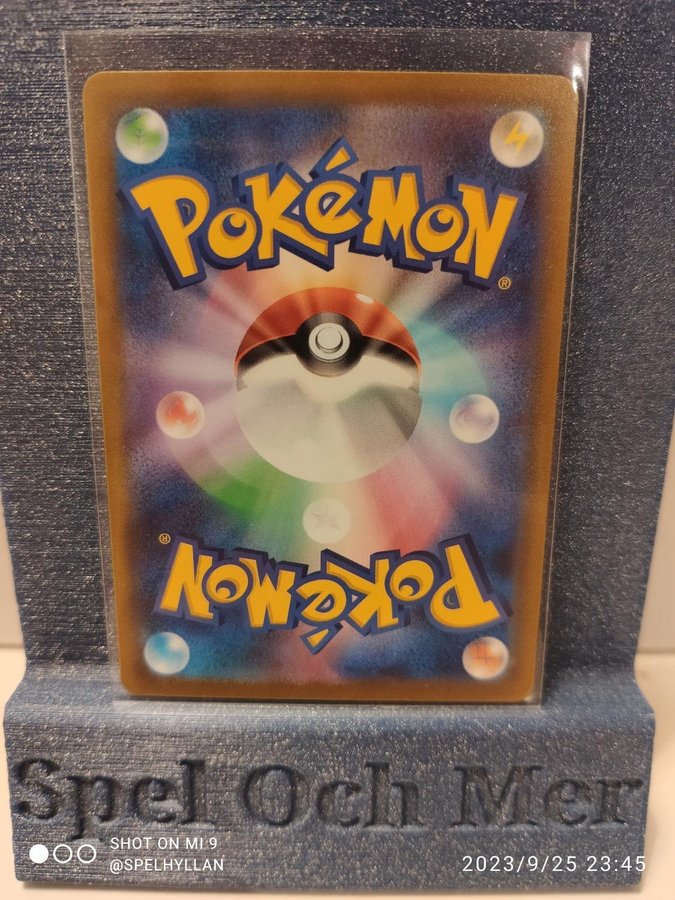 POKéMON
®
®
POKéMON
Spel Och Mer
SHOT ON MI 9
@SPELHYLLAN
2023/9/25 23:45